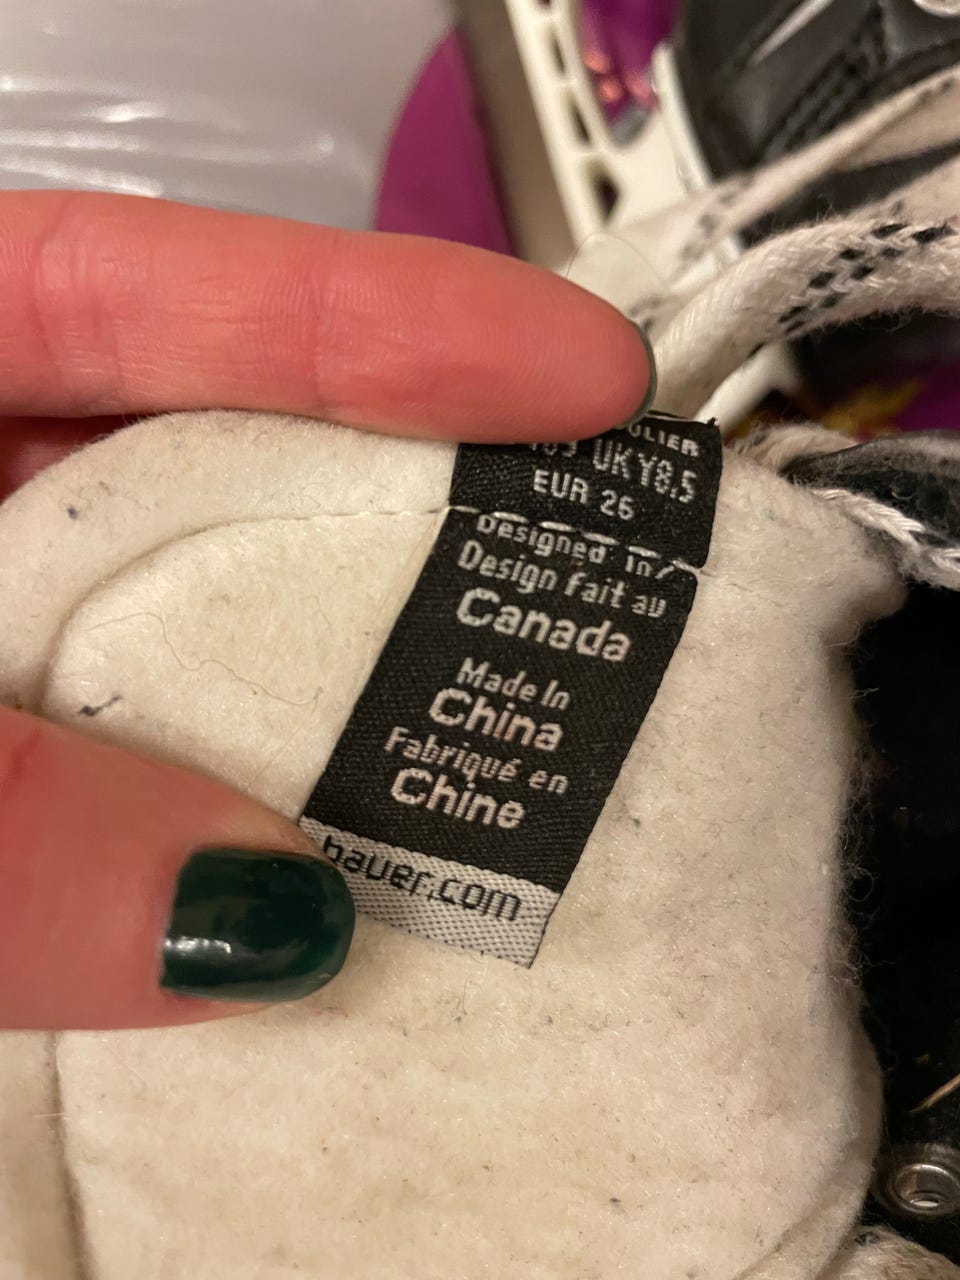 UK Y8.5
EUR 26
Designed In/
Design fait au
Canada
Made In
China
Fabriqué en
Chine
bauer.com